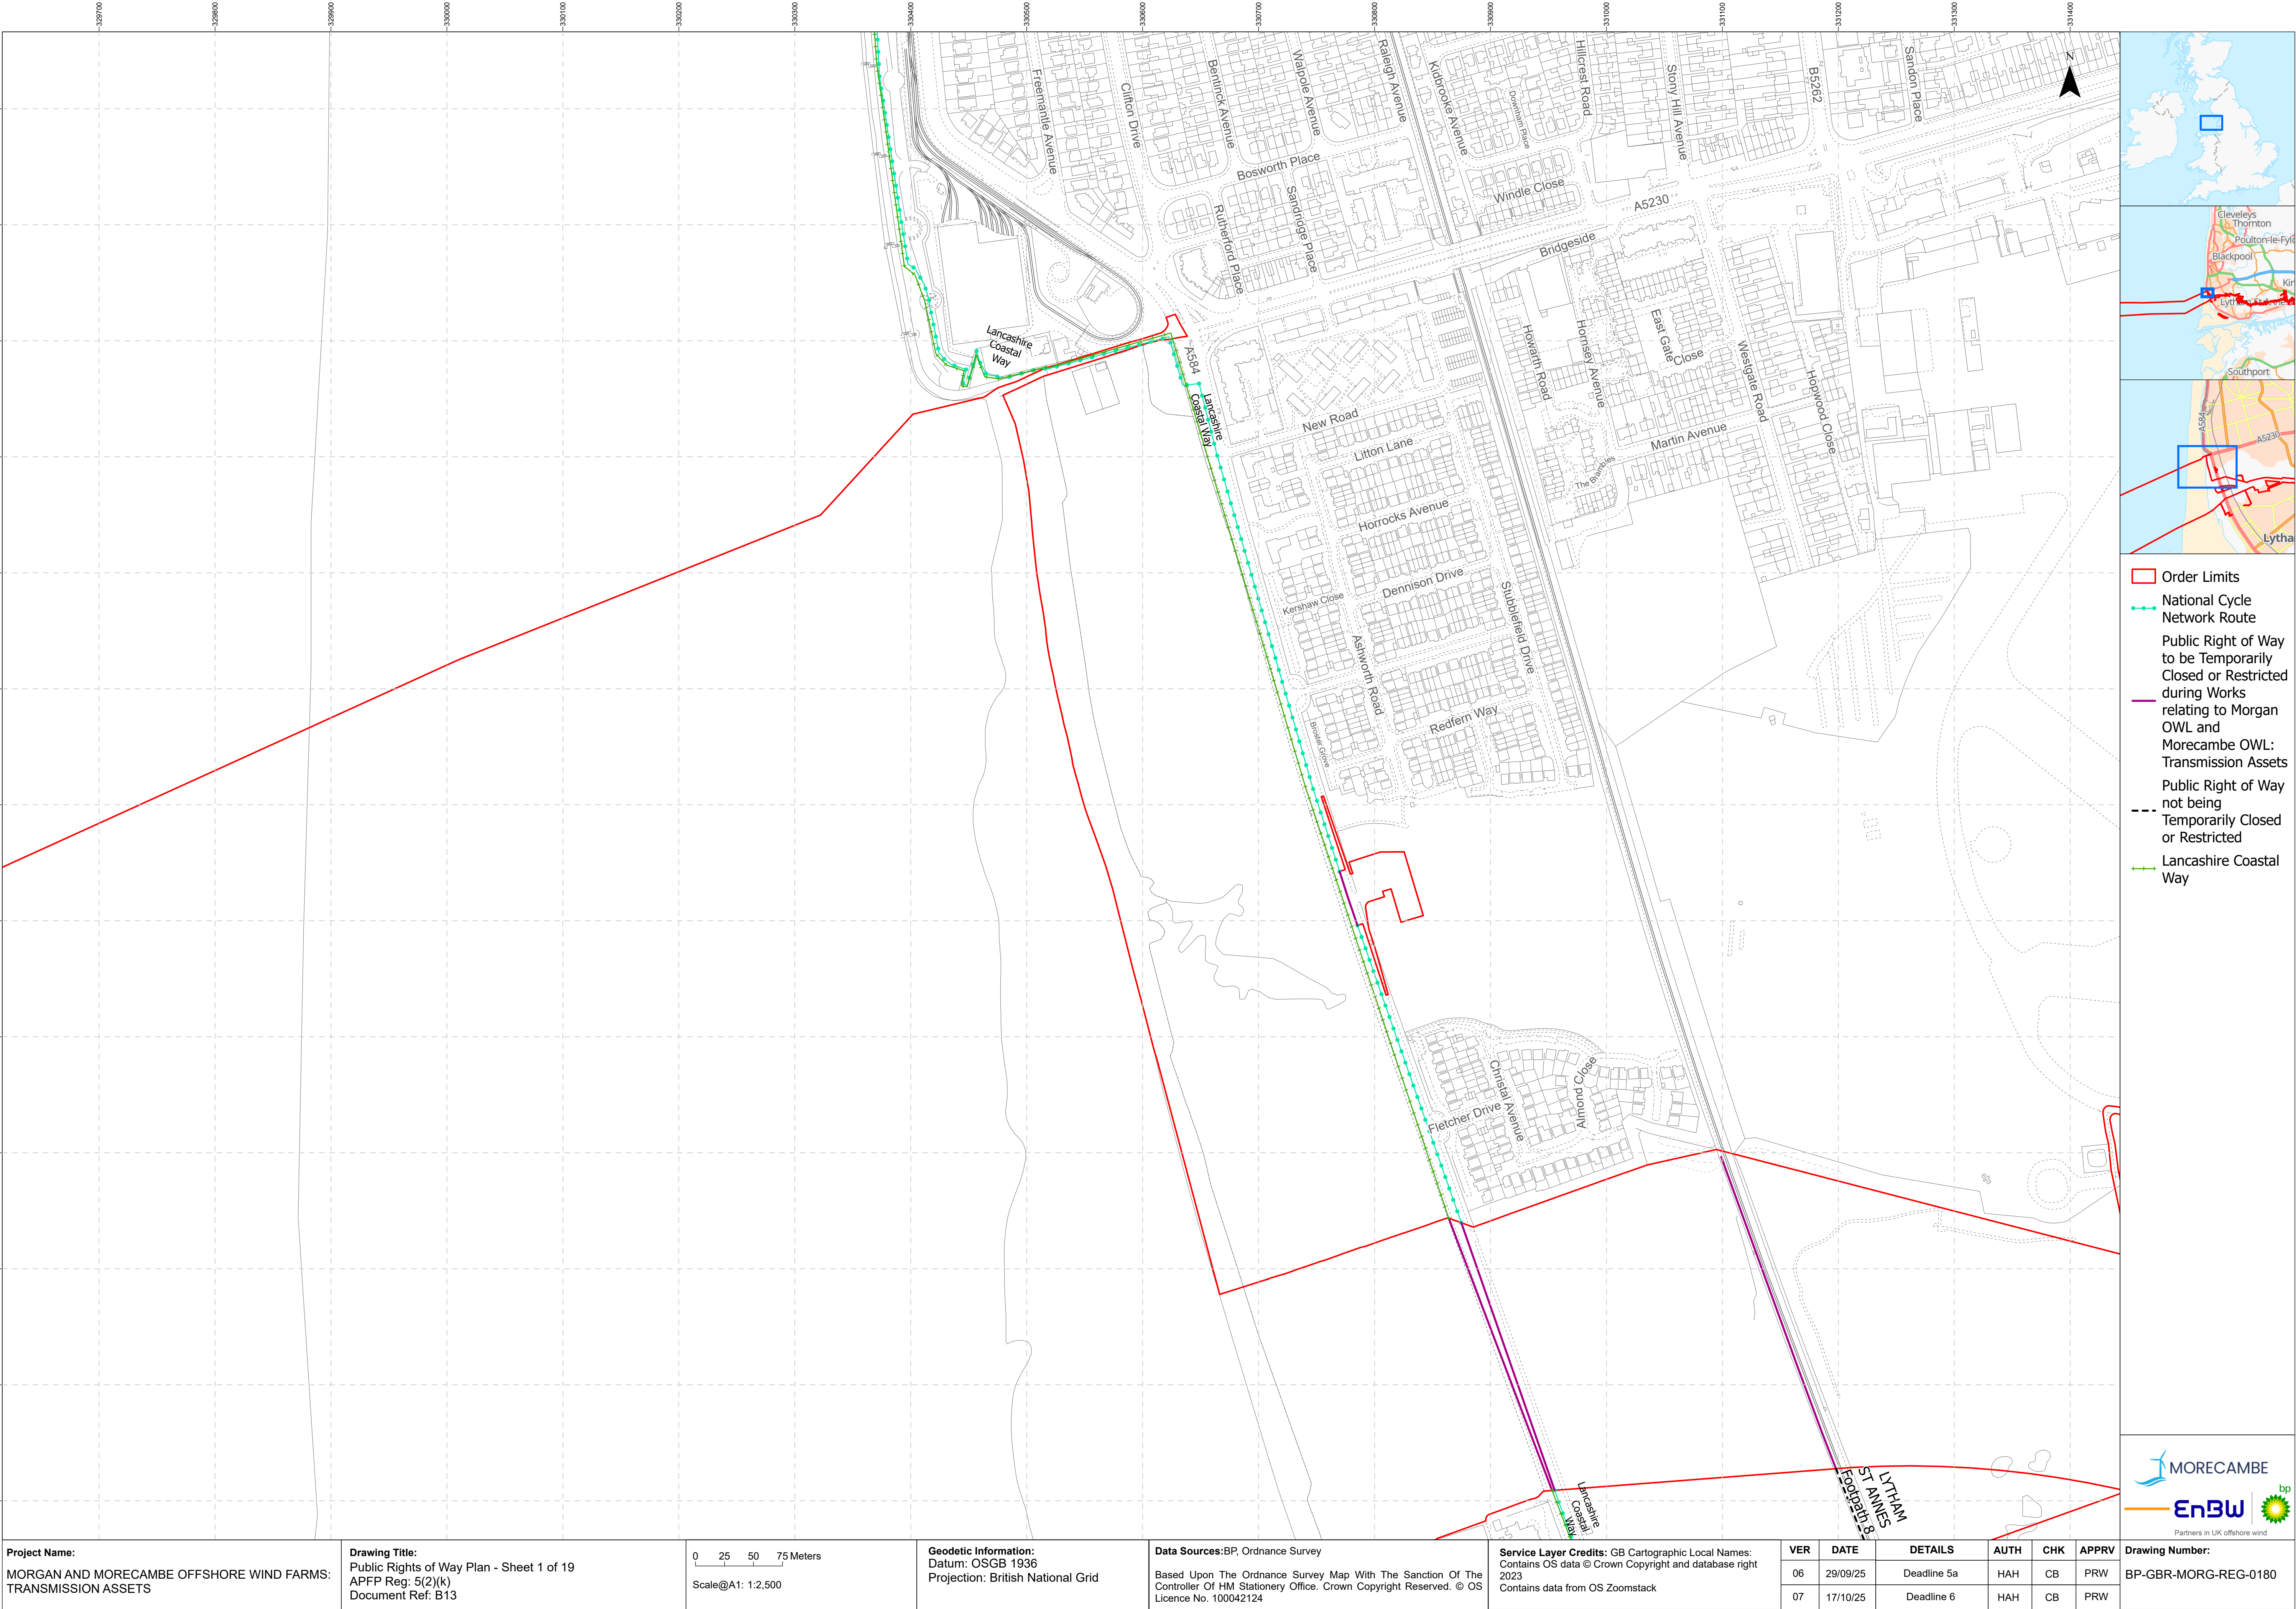 329700
329800
329900
330000
330100
330200
330300
330400
330500
330600
330700
330800
330900
331000
331100
331200
331300
331400
Freemantle Avenue
Clifton Drive
Bentinck Avenue
Walpole Avenue
Raleigh Avenue
Kidbrooke Avenue
Downham Place
Hillcrest Road
Stony Hill Avenue
B5262
Sandon Place
N
Bosworth Place
Windle Close
Sandridge Place
Rutherford Place
A5230
Bridgeside
Lancashire
Coastal
Way
A584
Lancashire
Coastal Way
Howarth Road
Hornsey Avenue
East Gate
Close
Westgate Road
Hopwood Close
New Road
Litton Lane
Martin Avenue
The Brambles
Horrocks Avenue
Dennison Drive
Kershaw Close
Stubblefield Drive
Ashworth Road
Redfern Way
Broster Grove
Christal Avenue
Almond Close
Fletcher Drive
Lancashire
Coastal
Way
LYTHAM
ST ANNES
Footpath 8
Cleveleys
Thornton
Poulton-le-Fyld
Blackpool
Kir
Southport
A584
A5230
Lytha
Order Limits
National Cycle
Network Route
Public Right of Way
to be Temporarily
Closed or Restricted
during Works
relating to Morgan
OWL and
Morecambe OWL:
Transmission Assets
Public Right of Way
not being
Temporarily Closed
or Restricted
Lancashire Coastal
Way
MORECAMBE
EnBW
bp
Partners in UK offshore wind
Project Name:
MORGAN AND MORECAMBE OFFSHORE WIND FARMS:
TRANSMISSION ASSETS
Drawing Title:
Public Rights of Way Plan - Sheet 1 of 19
APFP Reg: 5(2)(k)
Document Ref: B13
0 25 50 75 Meters
Scale@A1: 1:2,500
Geodetic Information:
Datum: OSGB 1936
Projection: British National Grid
Data Sources:BP, Ordnance Survey
Based Upon The Ordnance Survey Map With The Sanction Of The
Controller Of HM Stationery Office. Crown Copyright Reserved. © OS
Licence No. 100042124
Service Layer Credits: GB Cartographic Local Names:
Contains OS data © Crown Copyright and database right
2023
Contains data from OS Zoomstack
VER DATE DETAILS AUTH CHK APPRV
06 29/09/25 Deadline 5a HAH CB PRW
07 17/10/25 Deadline 6 HAH CB PRW
Drawing Number:
BP-GBR-MORG-REG-0180